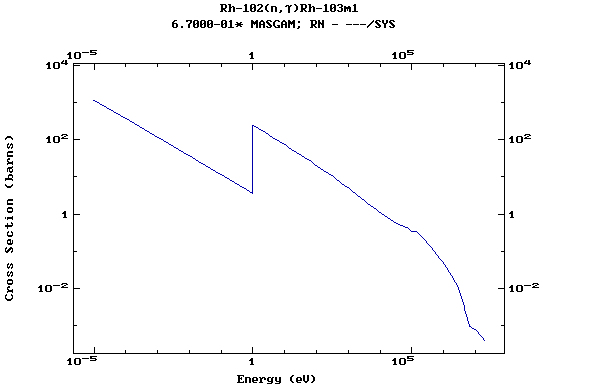 Rh-102(n,γ)Rh-103m1
6.7000-01* MASGAM; RN - ---/SYS
10-5 1 105
104 104
102 102
1 1
10-2 10-2
10-5 1 105
Cross Section (barns)
Energy (eV)